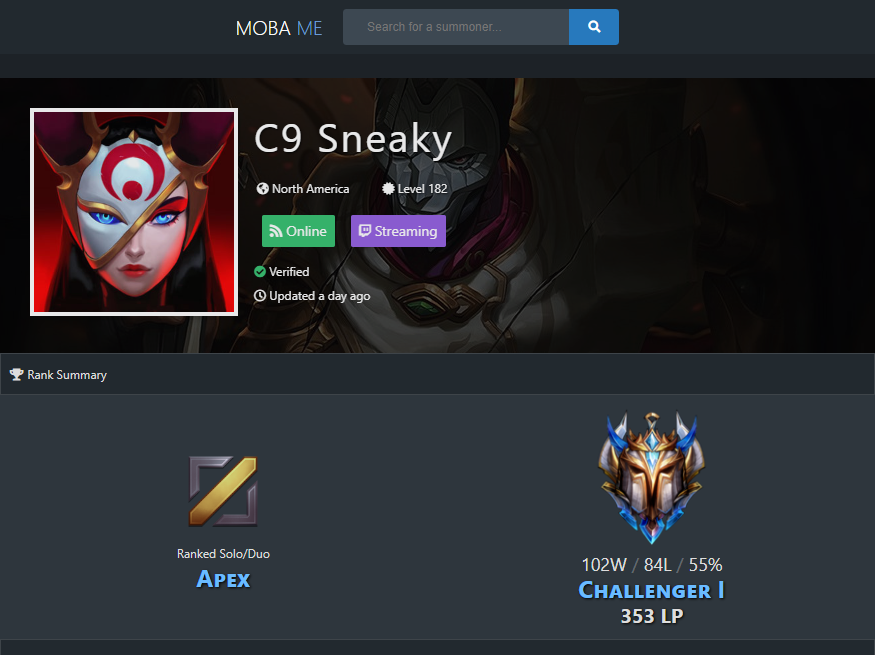 MOBA ME
Search for a summoner...
C9 Sneaky
North America
Level 182
Online
Streaming
Verified
Updated a day ago
Rank Summary
Ranked Solo/Duo
Apex
102W / 84L / 55%
Challenger I
353 LP